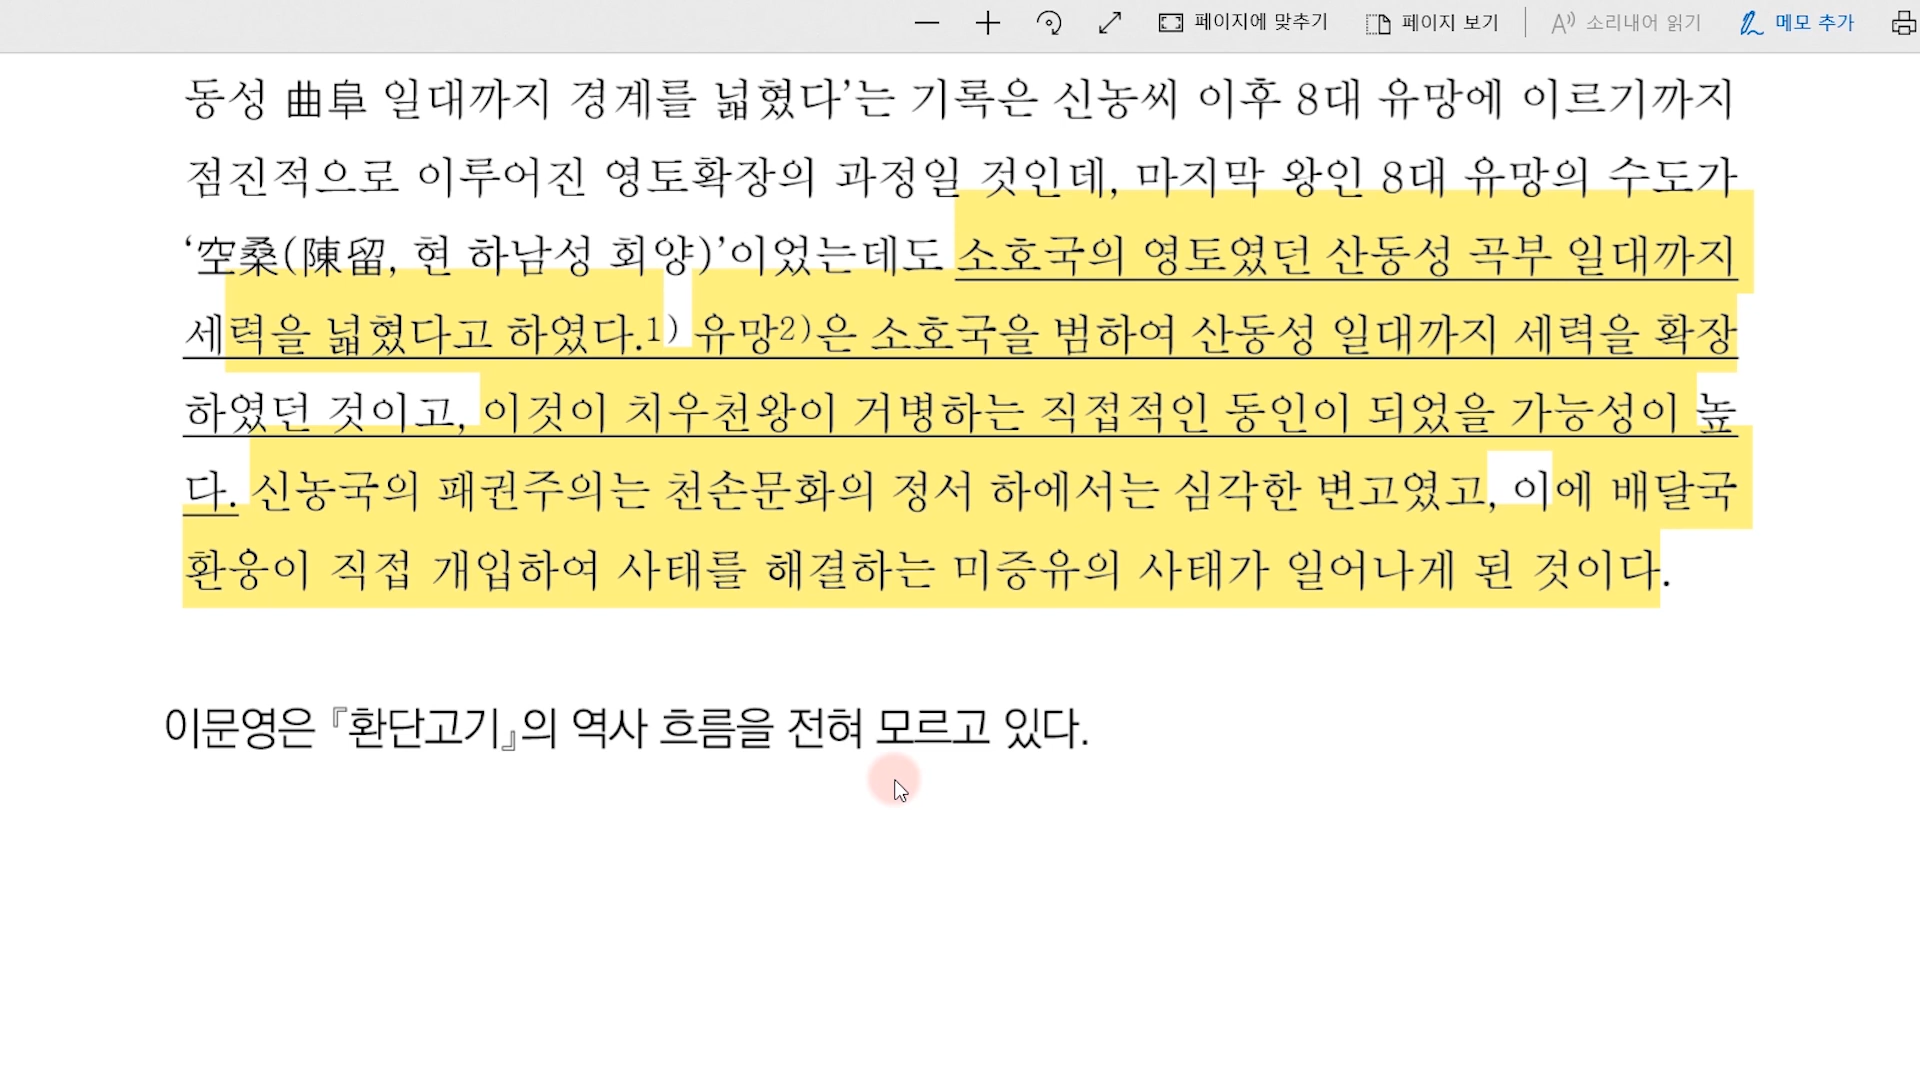 페이지에 맞추기 페이지 보기 소리내어 읽기 메모 추가
동성 曲阜 일대까지 경계를 넓혔다’는 기록은 신농씨 이후 8대 유망에 이르기까지
점진적으로 이루어진 영토확장의 과정일 것인데, 마지막 왕인 8대 유망의 수도가
‘空桑(陳留, 현 하남성 회양)’이었는데도 소호국의 영토였던 산동성 곡부 일대까지
세력을 넓혔다고 하였다.1) 유망2)은 소호국을 범하여 산동성 일대까지 세력을 확장
하였던 것이고, 이것이 치우천왕이 거병하는 직접적인 동인이 되었을 가능성이 높
다. 신농국의 패권주의는 천손문화의 정서 하에서는 심각한 변고였고, 이에 배달국
환웅이 직접 개입하여 사태를 해결하는 미증유의 사태가 일어나게 된 것이다.
이문영은 『환단고기』의 역사 흐름을 전혀 모르고 있다.